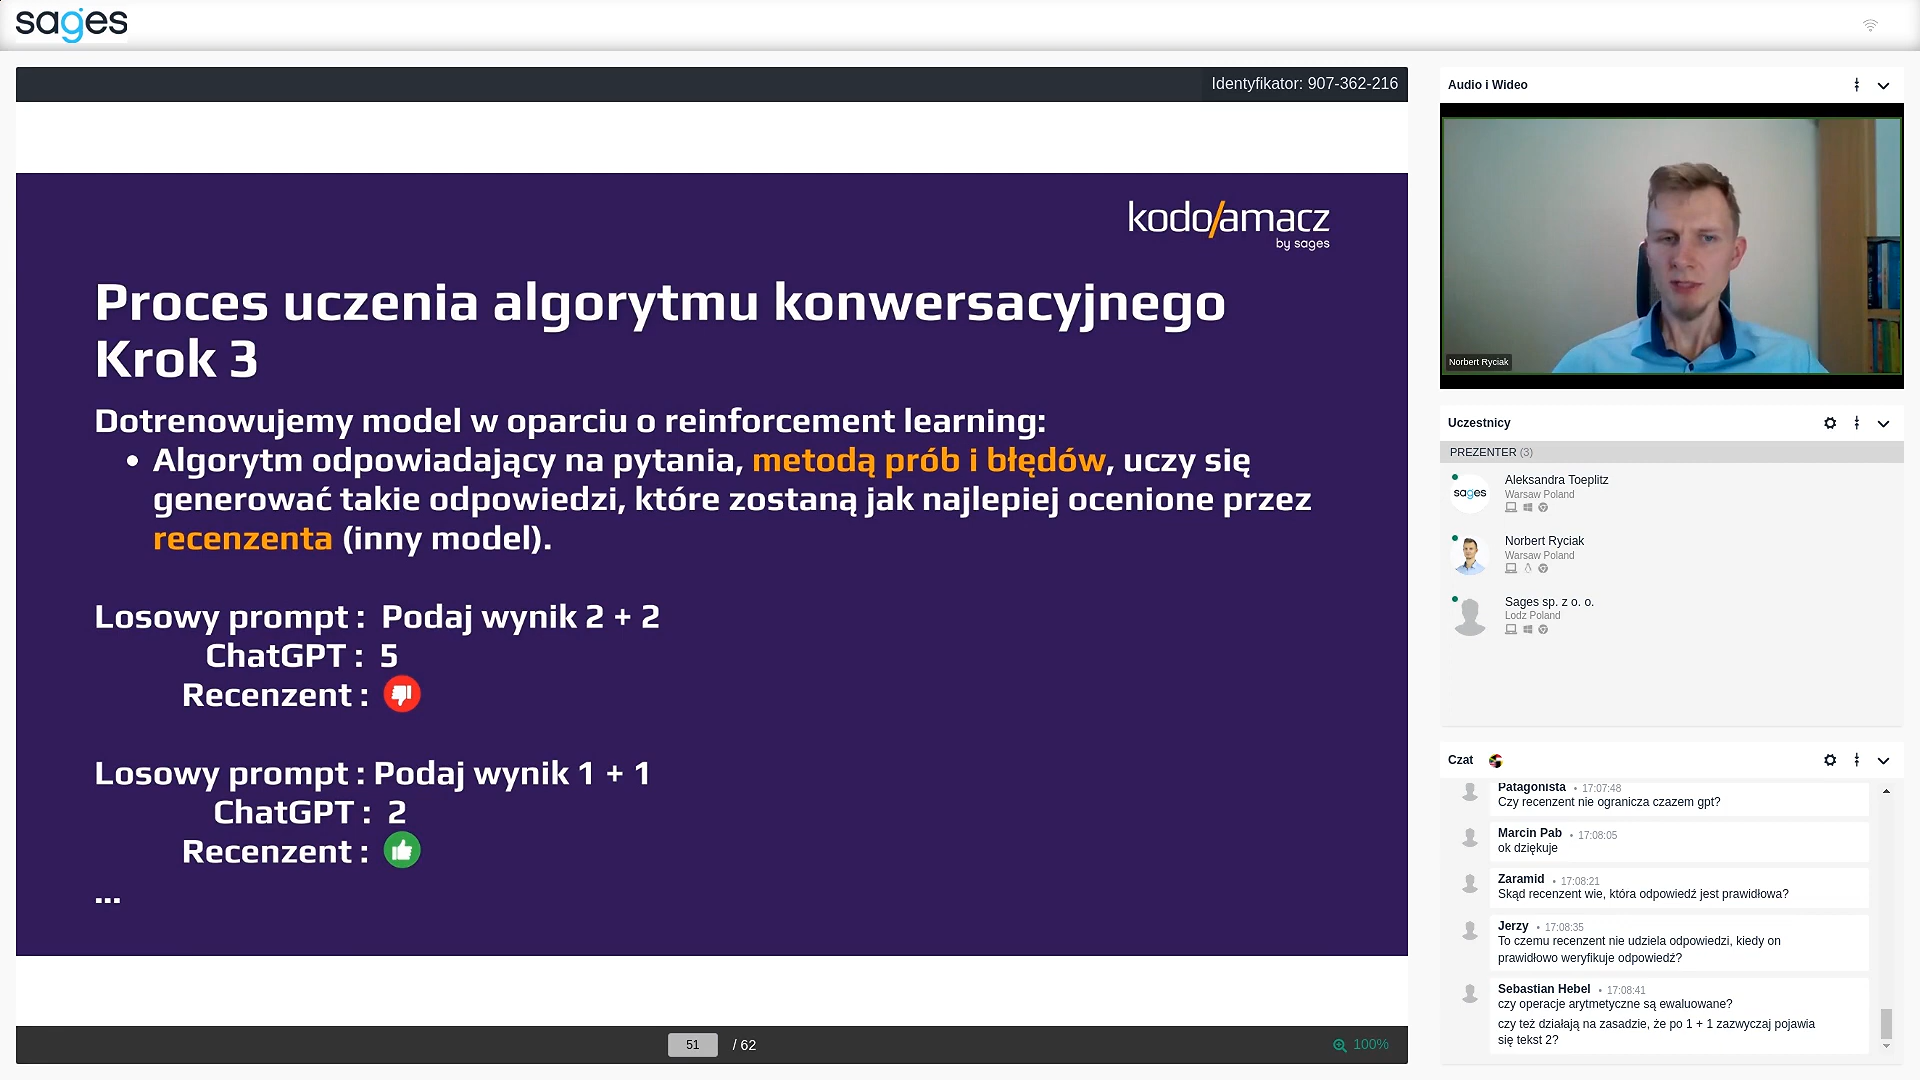 sages
Identyfikator: 907-362-216
kodołamacz
by sages
Proces uczenia algorytmu konwersacyjnego
Krok 3
Dotrenowujemy model w oparciu o reinforcement learning:
• Algorytm odpowiadający na pytania, metodą prób i błędów, uczy się
generować takie odpowiedzi, które zostaną jak najlepiej ocenione przez
recenzenta (inny model).
Losowy prompt : Podaj wynik 2 + 2
ChatGPT : 5
Recenzent :
Losowy prompt : Podaj wynik 1 + 1
ChatGPT : 2
Recenzent :
...
51 / 62
100%
Audio i Wideo
Norbert Ryciak
Uczestnicy
PREZENTER (3)
sages
Aleksandra Toeplitz
Warsaw Poland
Norbert Ryciak
Warsaw Poland
Sages sp. z o. o.
Lodz Poland
Czat
Patagonista • 17:07:48
Czy recenzent nie ogranicza czazem gpt?
Marcin Pab • 17:08:05
ok dziękuje
Zaramid • 17:08:21
Skąd recenzent wie, która odpowiedź jest prawidłowa?
Jerzy • 17:08:35
To czemu recenzent nie udziela odpowiedzi, kiedy on
prawidłowo weryfikuje odpowiedź?
Sebastian Hebel • 17:08:41
czy operacje arytmetyczne są ewaluowane?
czy też działają na zasadzie, że po 1 + 1 zazwyczaj pojawia
się tekst 2?